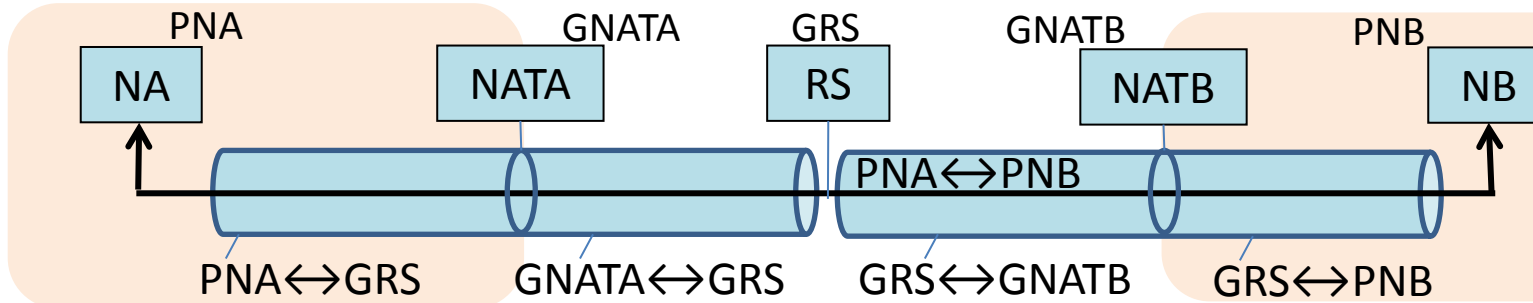 PNA GNATA GRS GNATB PNB
NA NATA RS NATB NB
PNA↔PNB
PNA↔GRS GNATA↔GRS GRS↔GNATB GRS↔PNB